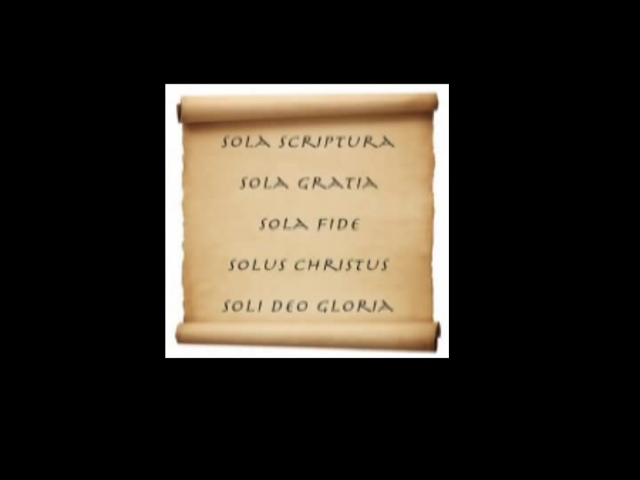 SOLA SCRIPTURA
SOLA GRATIA
SOLA FIDE
SOLUS CHRISTUS
SOLI DEO GLORIA